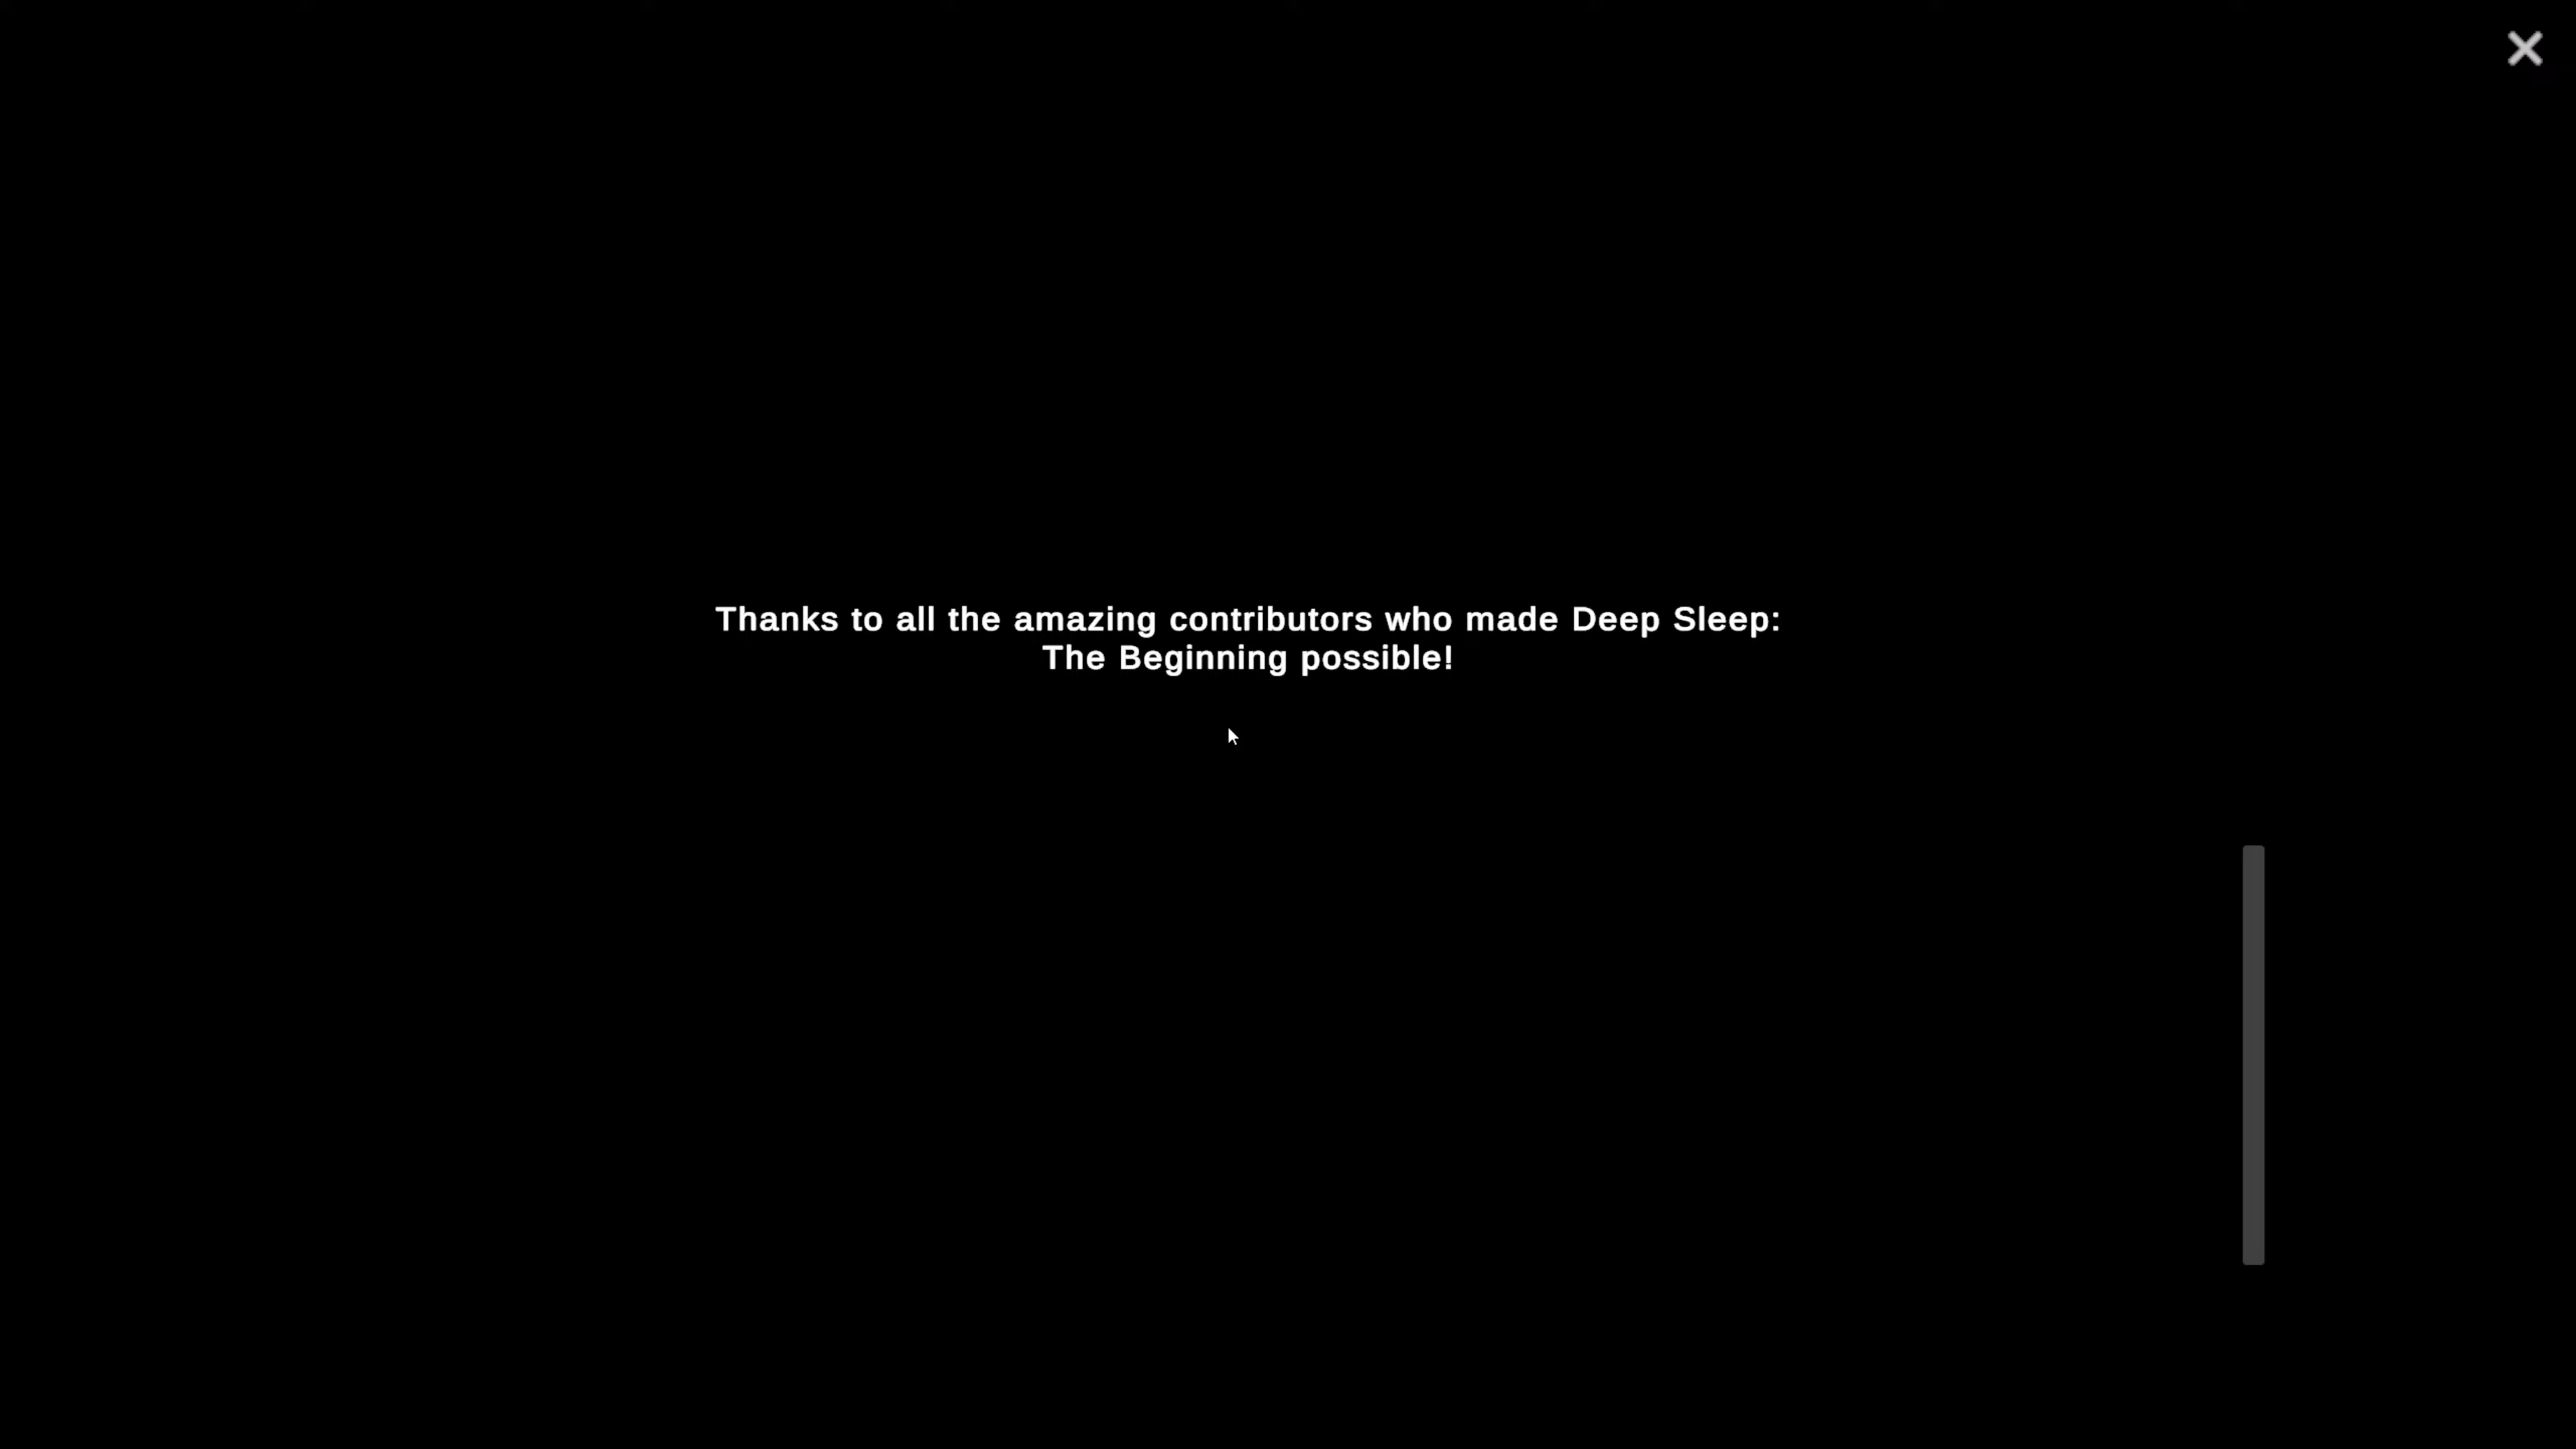 Thanks to all the amazing contributors who made Deep Sleep:
The Beginning possible!